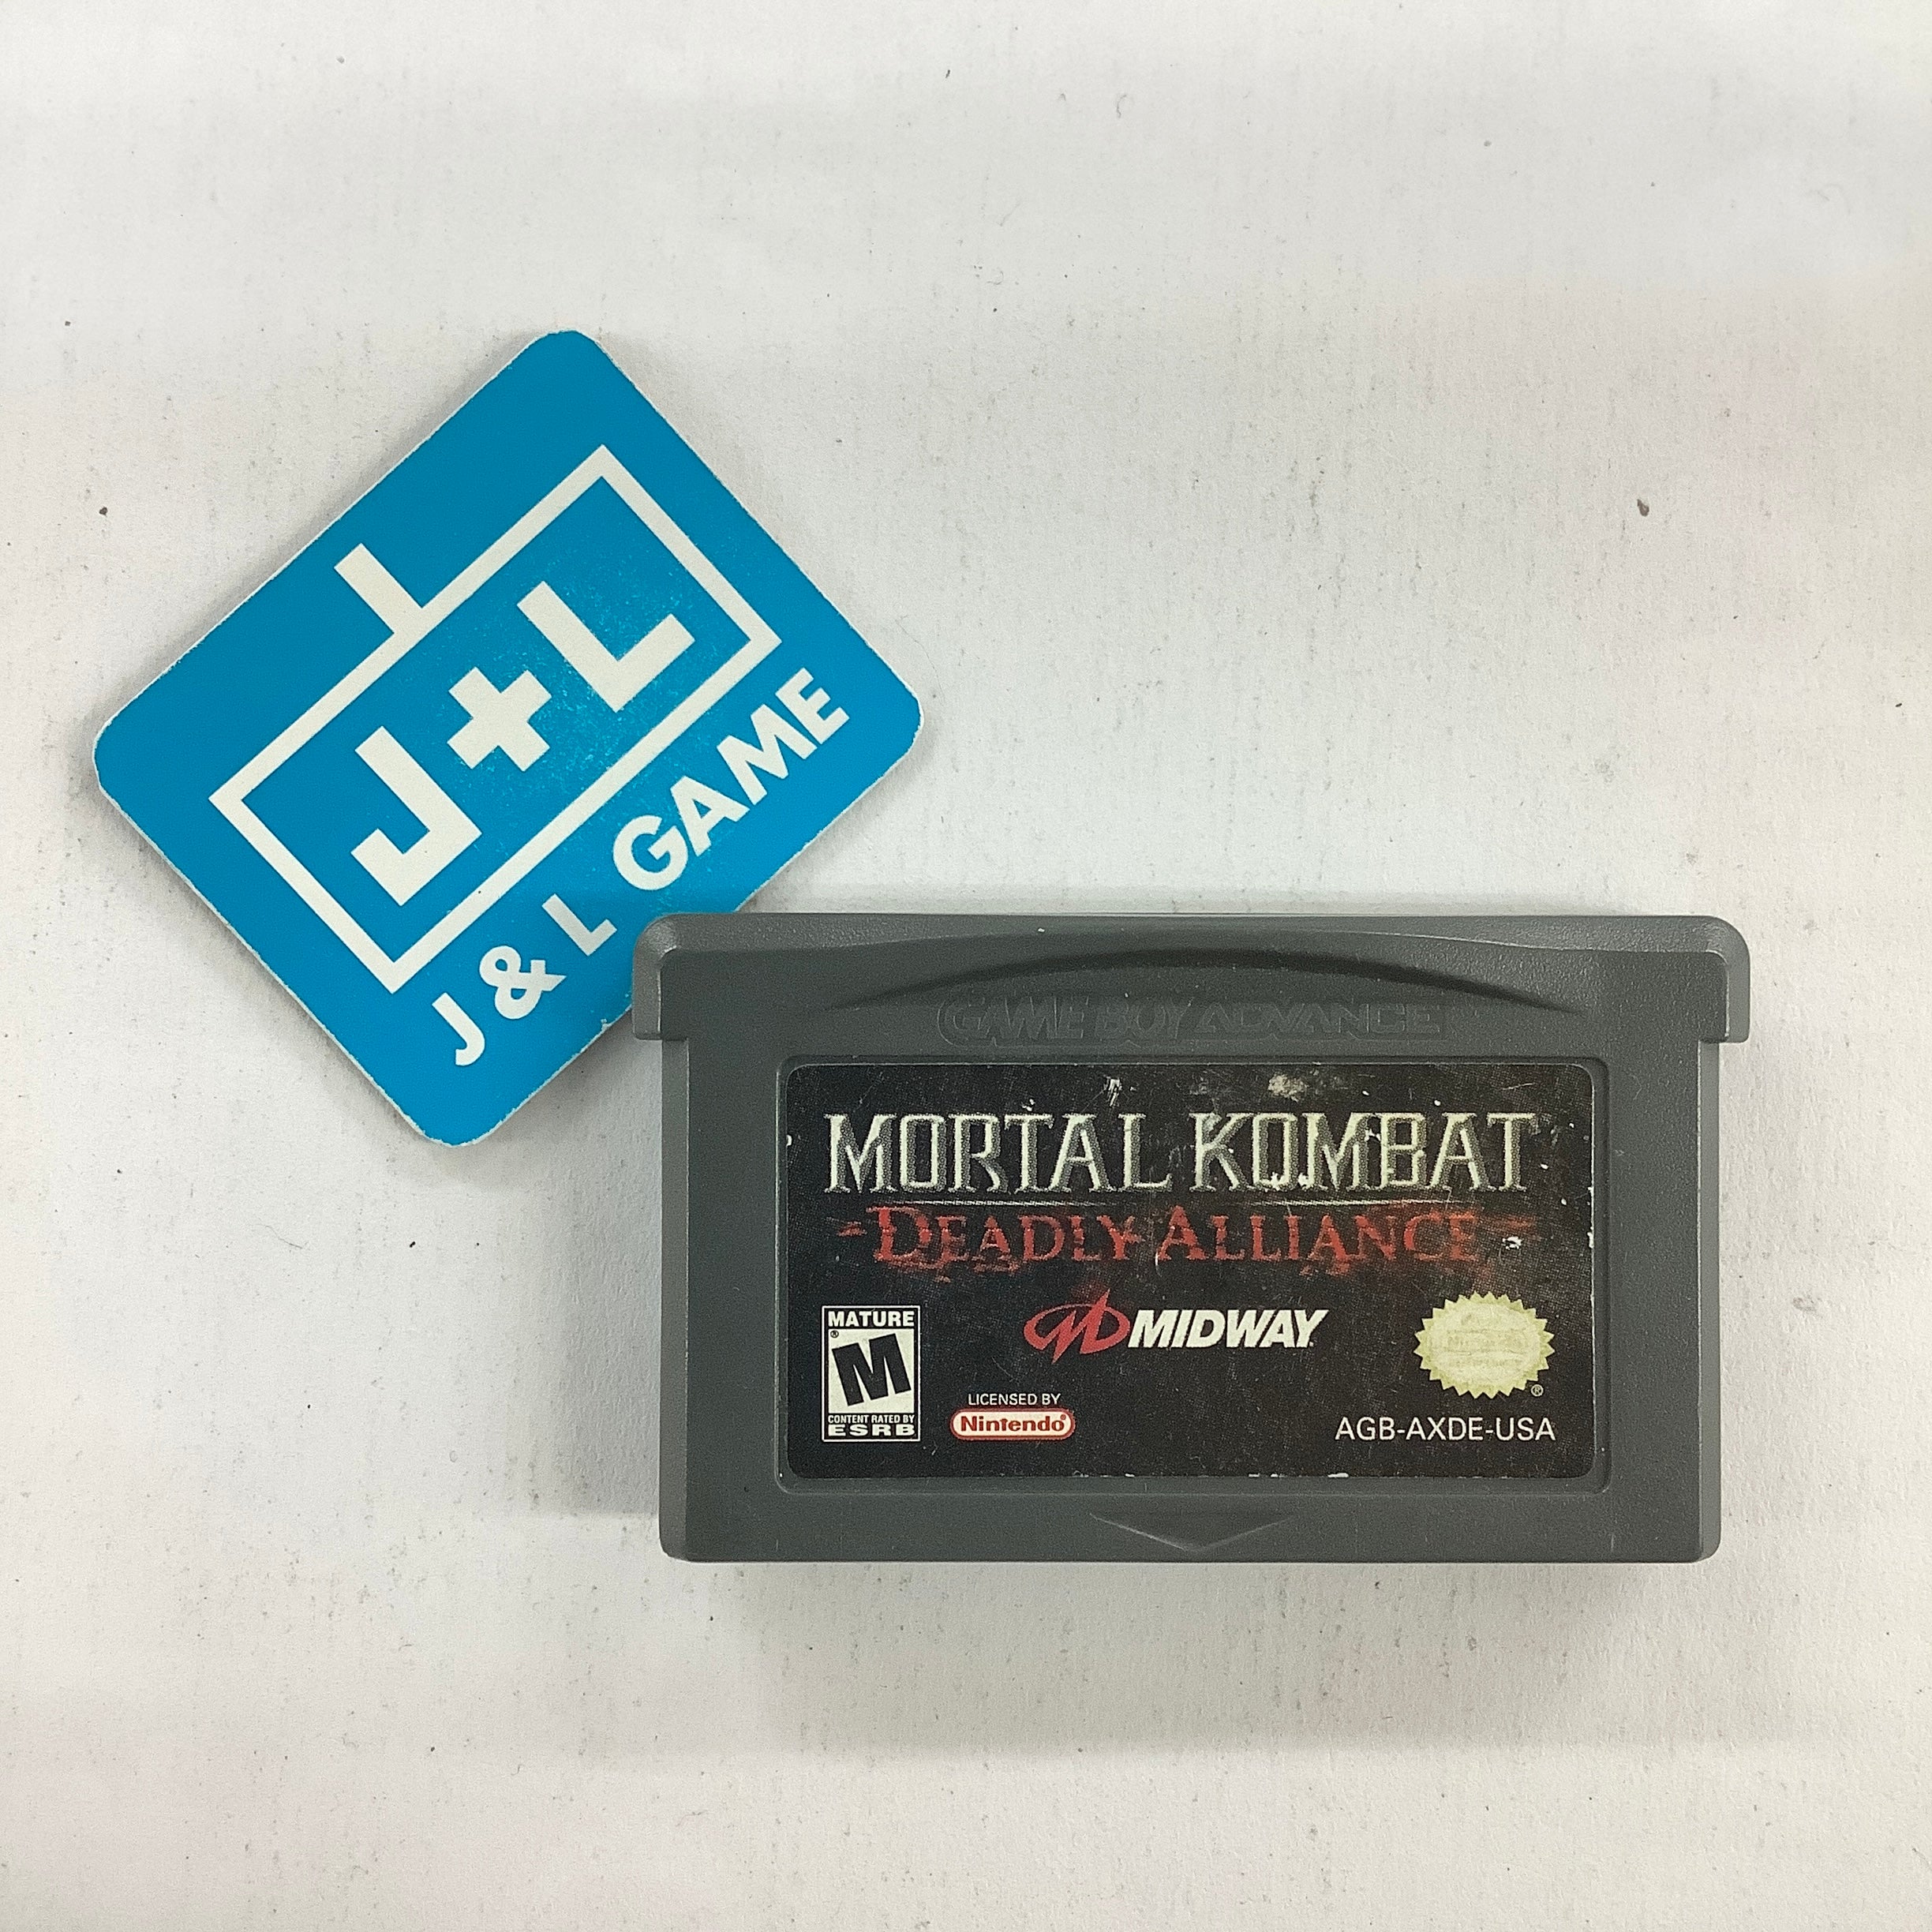 J+L
J & L GAME
GAME BOY ADVANCE
MORTAL KOMBAT
DEADLY ALLIANCE
MATURE
M
®
CONTENT RATED BY
ESRB
MIDWAY
LICENSED BY
Nintendo®
®
AGB-AXDE-USA